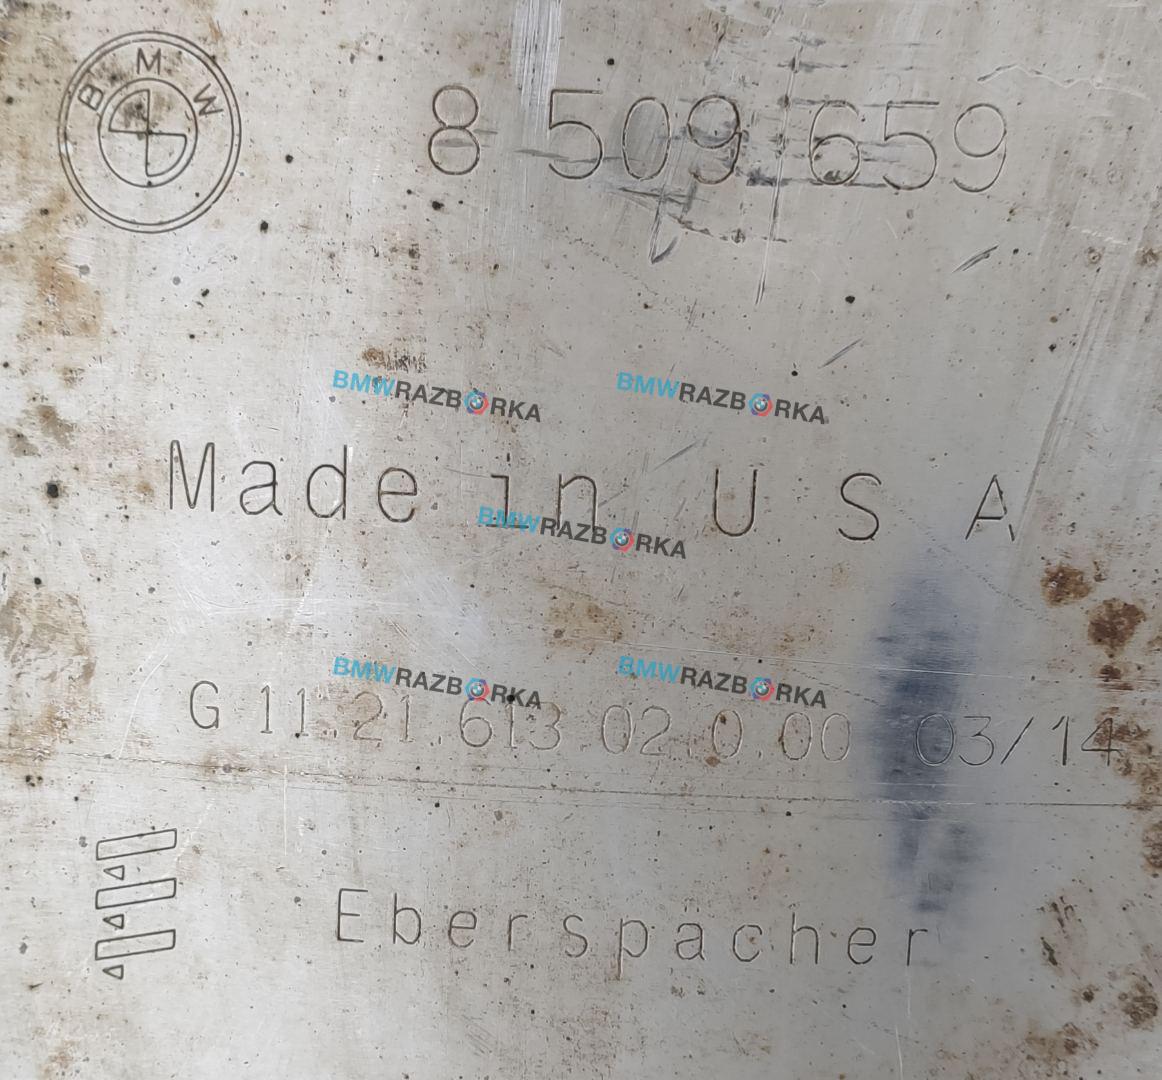 BMW
8 509 659
BMWRAZBORKA BMWRAZBORKA
Made in U S A
BMWRAZBORKA
BMWRAZBORKA BMWRAZBORKA
G 11.21.613.02.0.00 03/14
Eberspächer